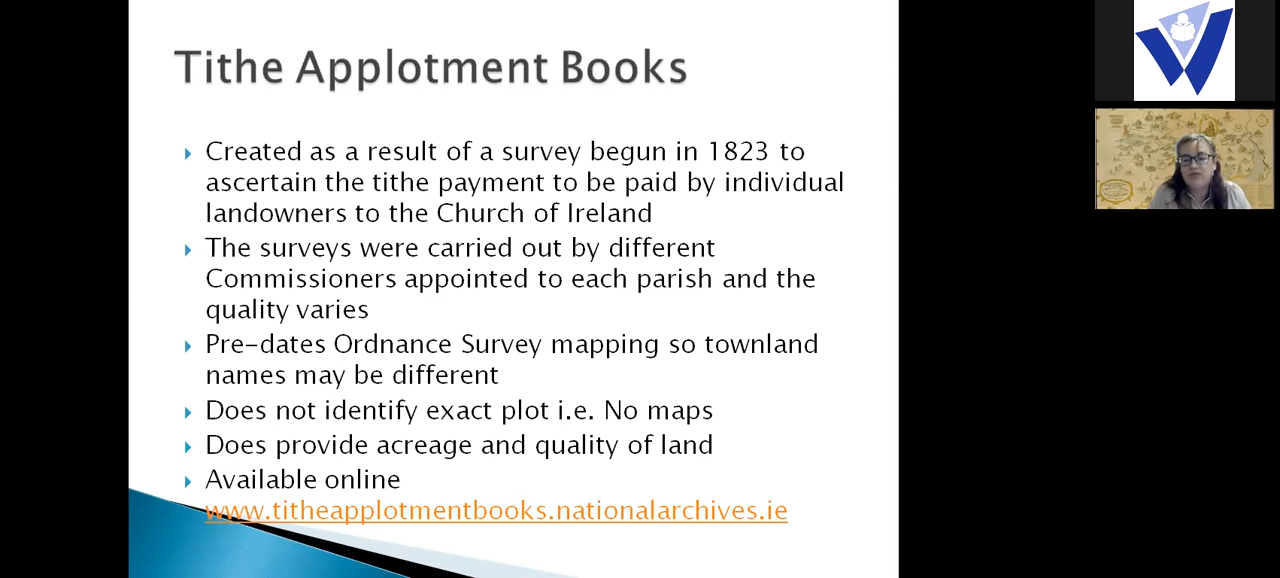 Tithe Applotment Books
Created as a result of a survey begun in 1823 to
ascertain the tithe payment to be paid by individual
landowners to the Church of Ireland
The surveys were carried out by different
Commissioners appointed to each parish and the
quality varies
Pre-dates Ordnance Survey mapping so townland
names may be different
Does not identify exact plot i.e. No maps
Does provide acreage and quality of land
Available online
www.titheapplotmentbooks.nationalarchives.ie